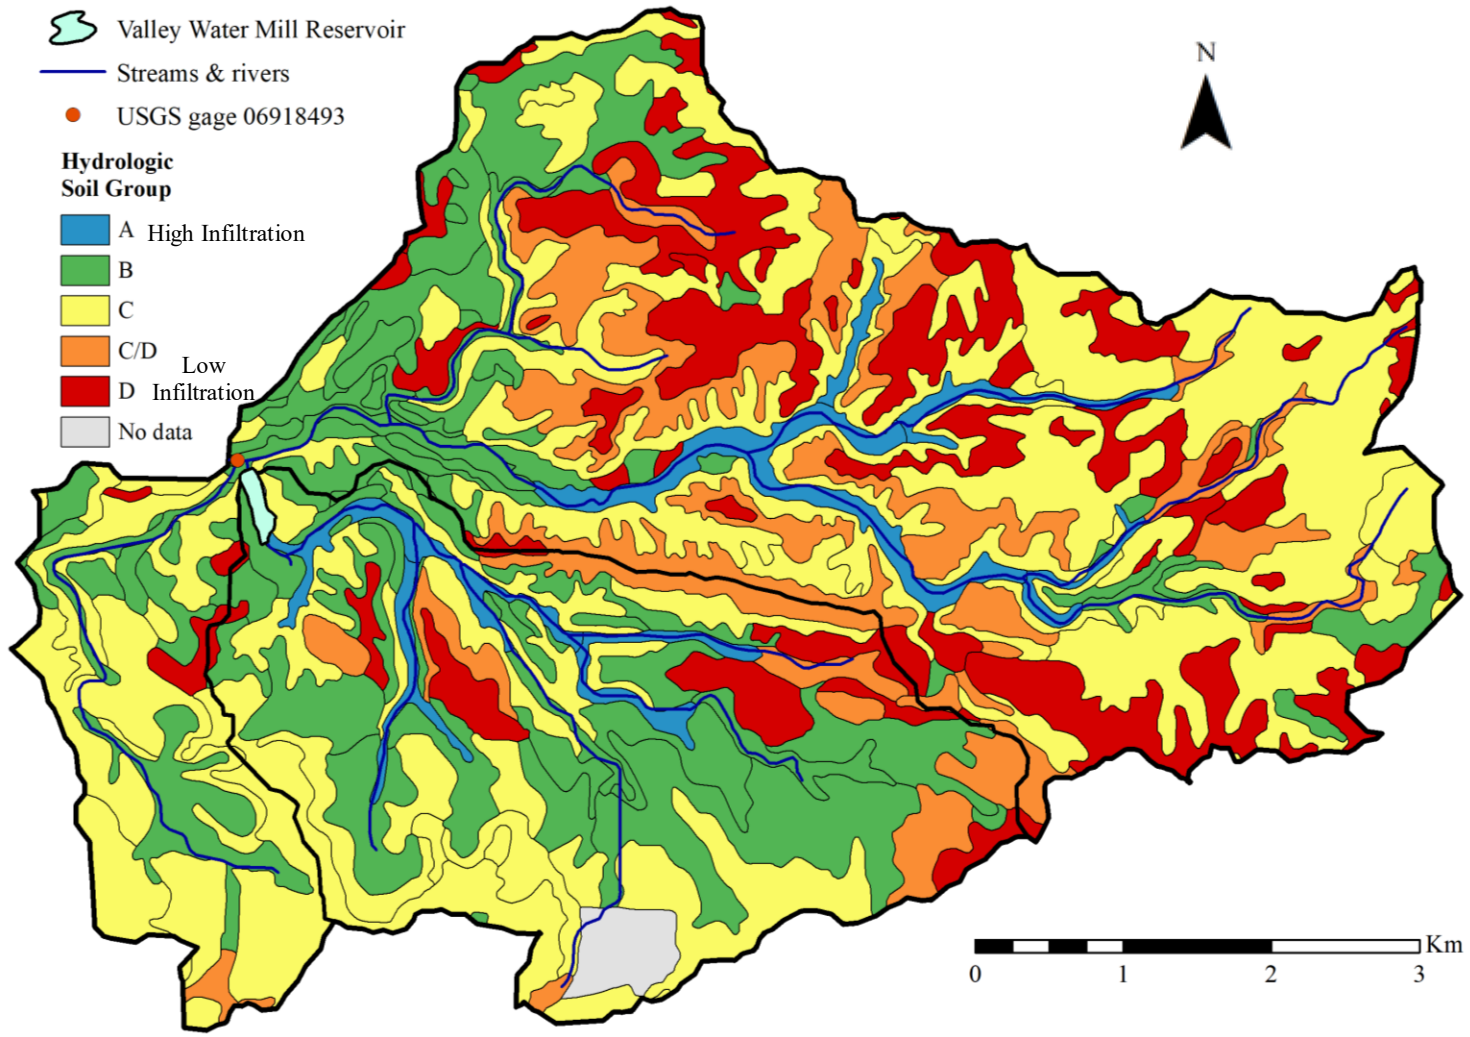 Valley Water Mill Reservoir
Streams & rivers
USGS gage 06918493
Hydrologic
Soil Group
A High Infiltration
B
C
C/D
Low
D Infiltration
No data
N
Km
0 1 2 3